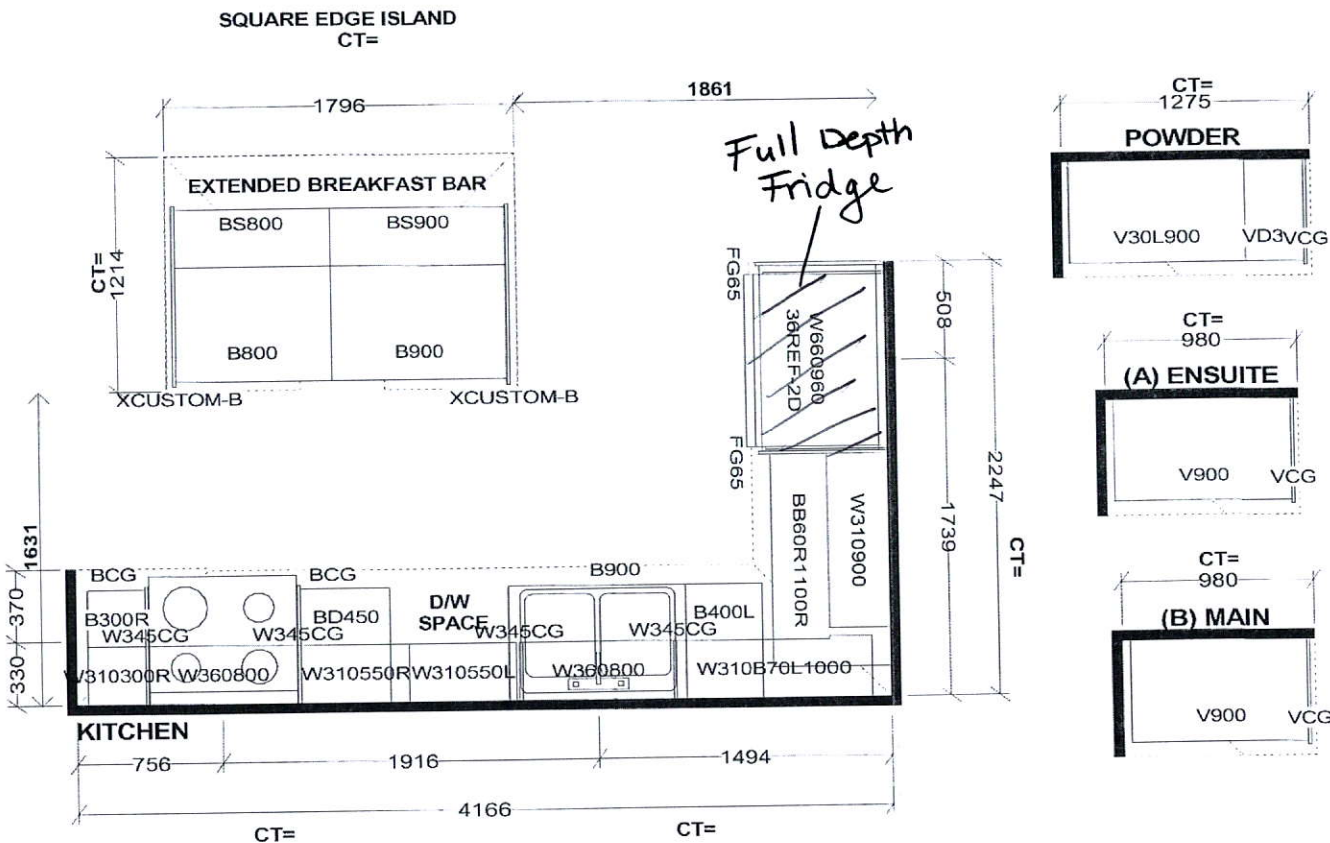 SQUARE EDGE ISLAND
CT=
1796
1861
CT=
1214
EXTENDED BREAKFAST BAR
BS800 BS900
B800 B900
XCUSTOM-B XCUSTOM-B
Full Depth
Fridge
FG65
W660960
36REF-2D
FG65
508
2247
1739
CT=
BB60R1100R
W310900
1631
370
330
BCG BCG B900
B300R BD450 D/W
SPACE B400L
W345CG W345CG W345CG W345CG
W310300R W360800 W310550R W310550L W360800 W310B70L1000
KITCHEN
756 1916 1494
4166
CT= CT=
CT=
1275
POWDER
V30L900 VD3 VCG
CT=
980
(A) ENSUITE
V900 VCG
CT=
980
(B) MAIN
V900 VCG